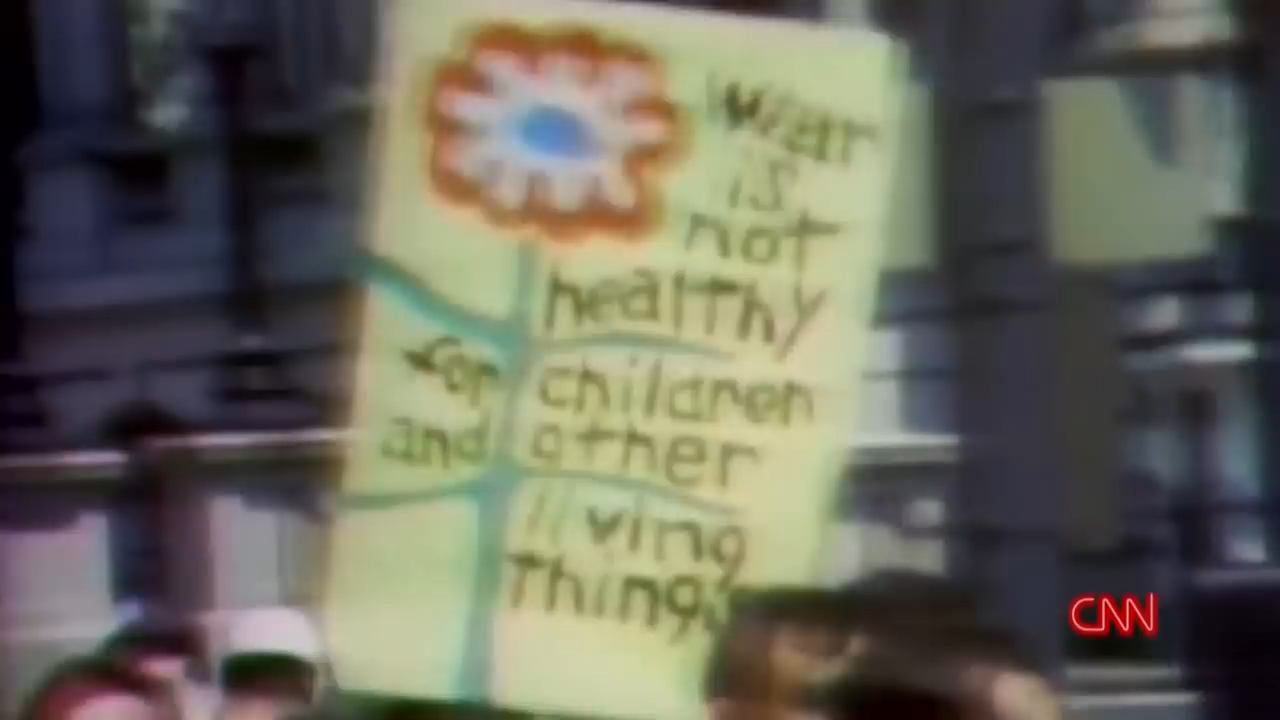 war
is
not
healthy
for children
and other
living
things
CNN